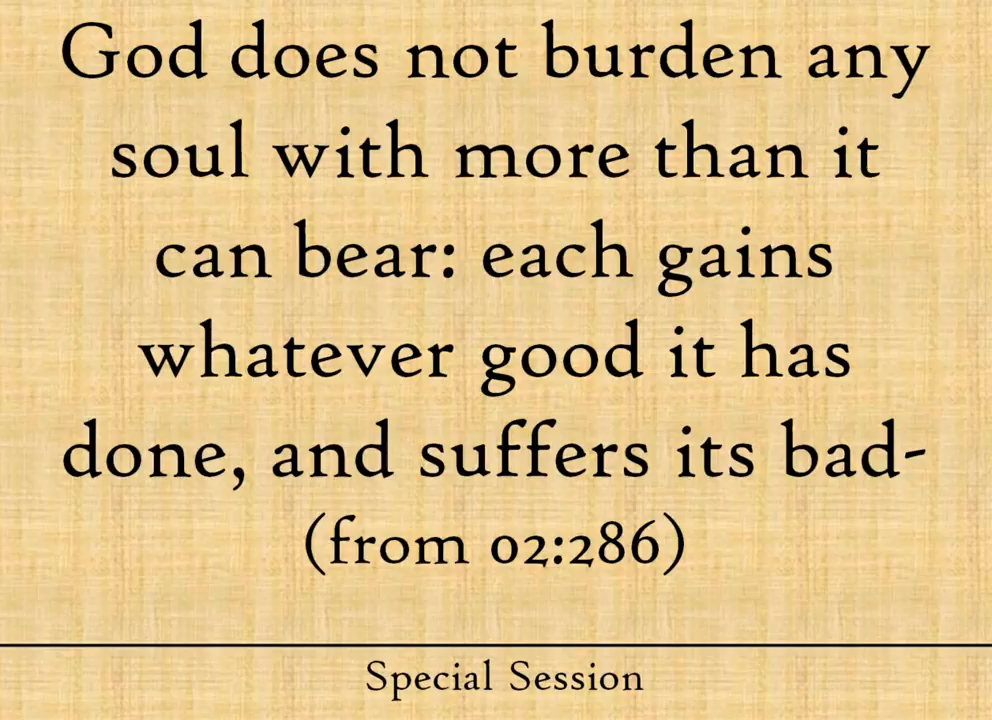 God does not burden any
soul with more than it
can bear: each gains
whatever good it has
done, and suffers its bad-
(from 02:286)
Special Session